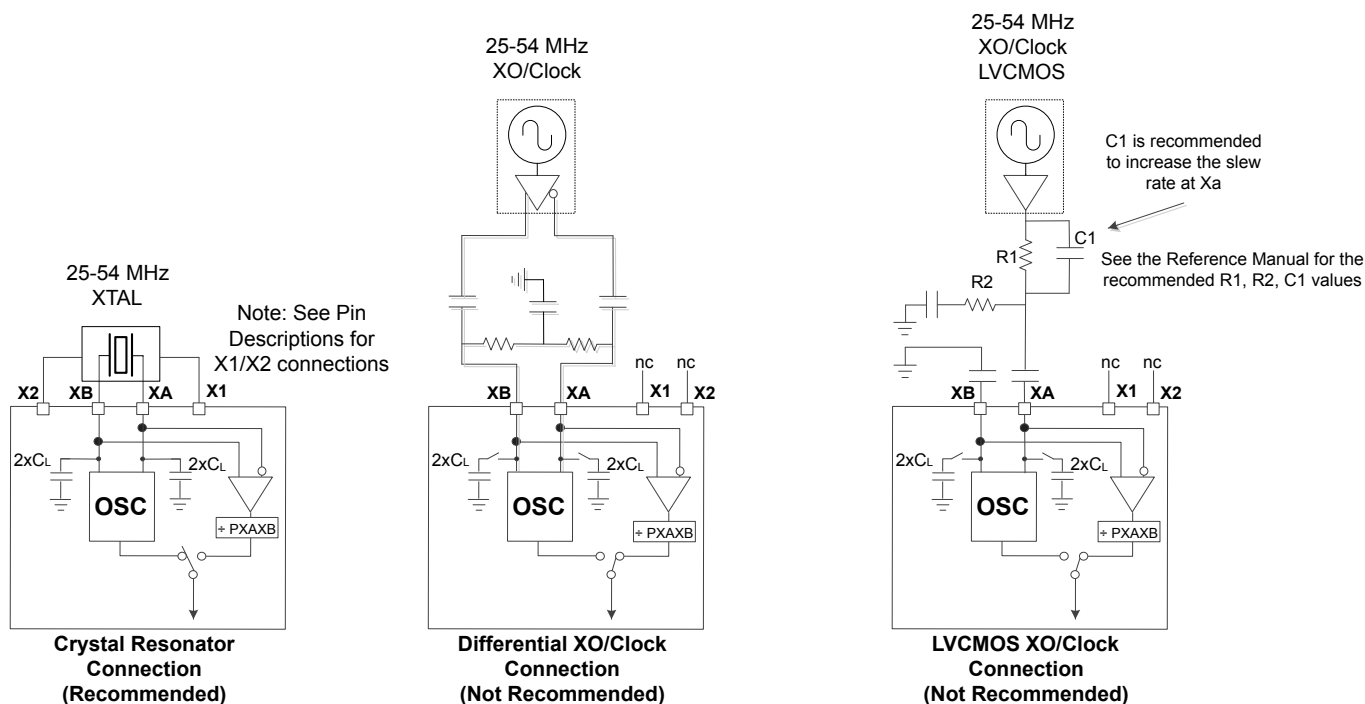 25-54 MHz
XTAL
Note: See Pin
Descriptions for
X1/X2 connections
X2
XB
XA
X1
2xCL
2xCL
OSC
÷ PXAXB
Crystal Resonator
Connection
(Recommended)
25-54 MHz
XO/Clock
nc
nc
XB
XA
X1
X2
2xCL
2xCL
OSC
÷ PXAXB
Differential XO/Clock
Connection
(Not Recommended)
25-54 MHz
XO/Clock
LVCMOS
C1 is recommended
to increase the slew
rate at Xa
C1
R1
See the Reference Manual for the
recommended R1, R2, C1 values
R2
nc
nc
XB
XA
X1
X2
2xCL
2xCL
OSC
÷ PXAXB
LVCMOS XO/Clock
Connection
(Not Recommended)